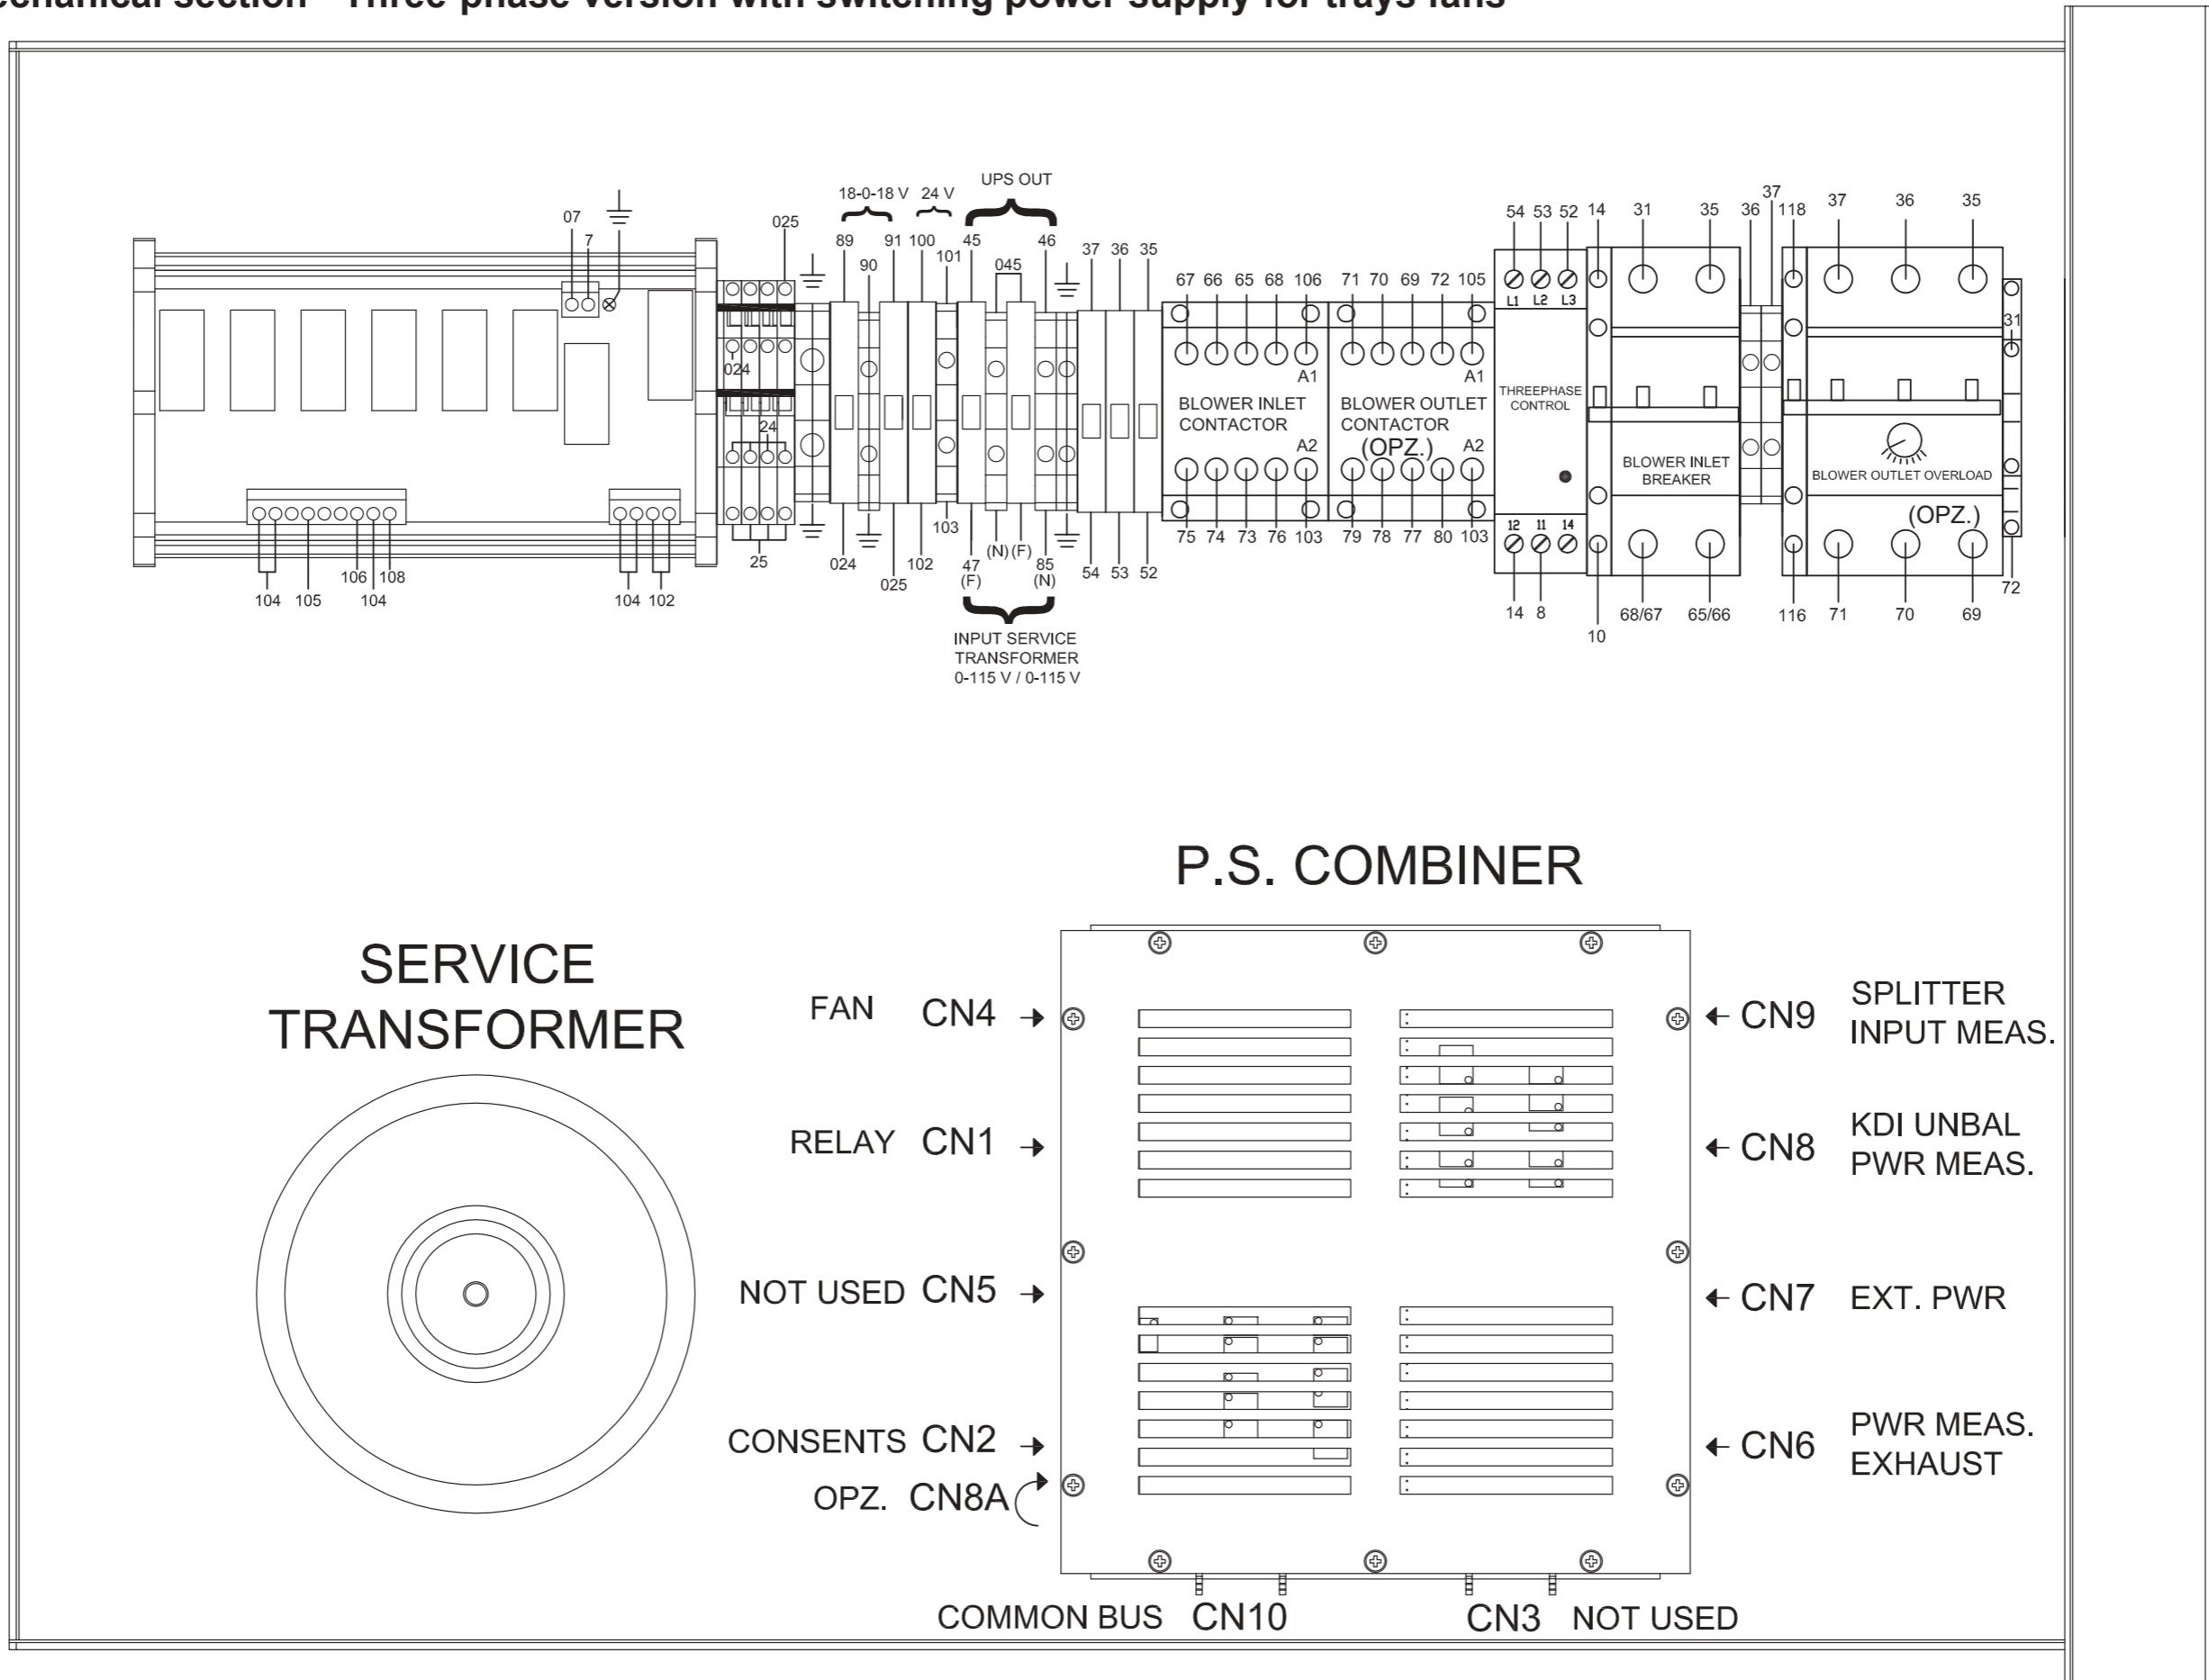 echanical section - Three phase version with switching power supply for trays fans
UPS OUT
18-0-18 V 24 V
07 7 025
89 90 91 100 101 45 045 46
37 36 35
67 66 65 68 106
71 70 69 72 105
54 53 52 14 31 35 36 37 118 37 36 35
L1 L2 L3
31
024
24
A1
A1
BLOWER INLET
CONTACTOR
A2
BLOWER OUTLET
CONTACTOR
(OPZ.)
A2
THREEPHASE
CONTROL
BLOWER INLET
BREAKER
BLOWER OUTLET OVERLOAD
(OPZ.)
12 11 14
75 74 73 76 103
79 78 77 80 103
104 105 106 104 108
104 102
25
024 025 102 103
47
(F)
(N) (F)
85
(N)
54 53 52
14 8 10 68/67 65/66 116 71 70 69 72
INPUT SERVICE
TRANSFORMER
0-115 V / 0-115 V
P.S. COMBINER
SERVICE
TRANSFORMER
FAN CN4
RELAY CN1
NOT USED CN5
CONSENTS CN2
OPZ. CN8A
CN9 SPLITTER
INPUT MEAS.
CN8 KDI UNBAL
PWR MEAS.
CN7 EXT. PWR
CN6 PWR MEAS.
EXHAUST
COMMON BUS CN10
CN3 NOT USED